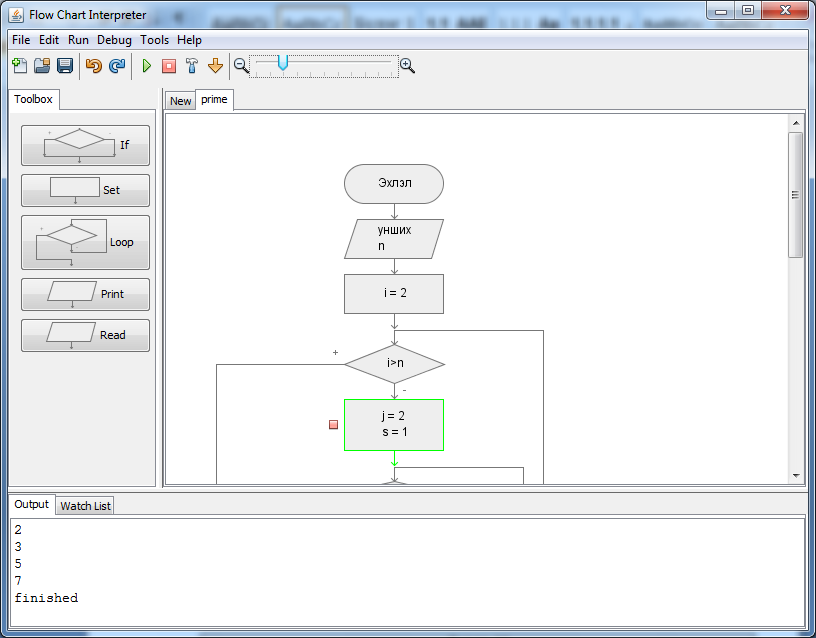 Flow Chart Interpreter
File Edit Run Debug Tools Help
Toolbox
New
prime
If
Set
Loop
Print
Read
Эхлэл
унших
n
i = 2
+
i>n
-
j = 2
s = 1
Output
Watch List
2
3
5
7
finished